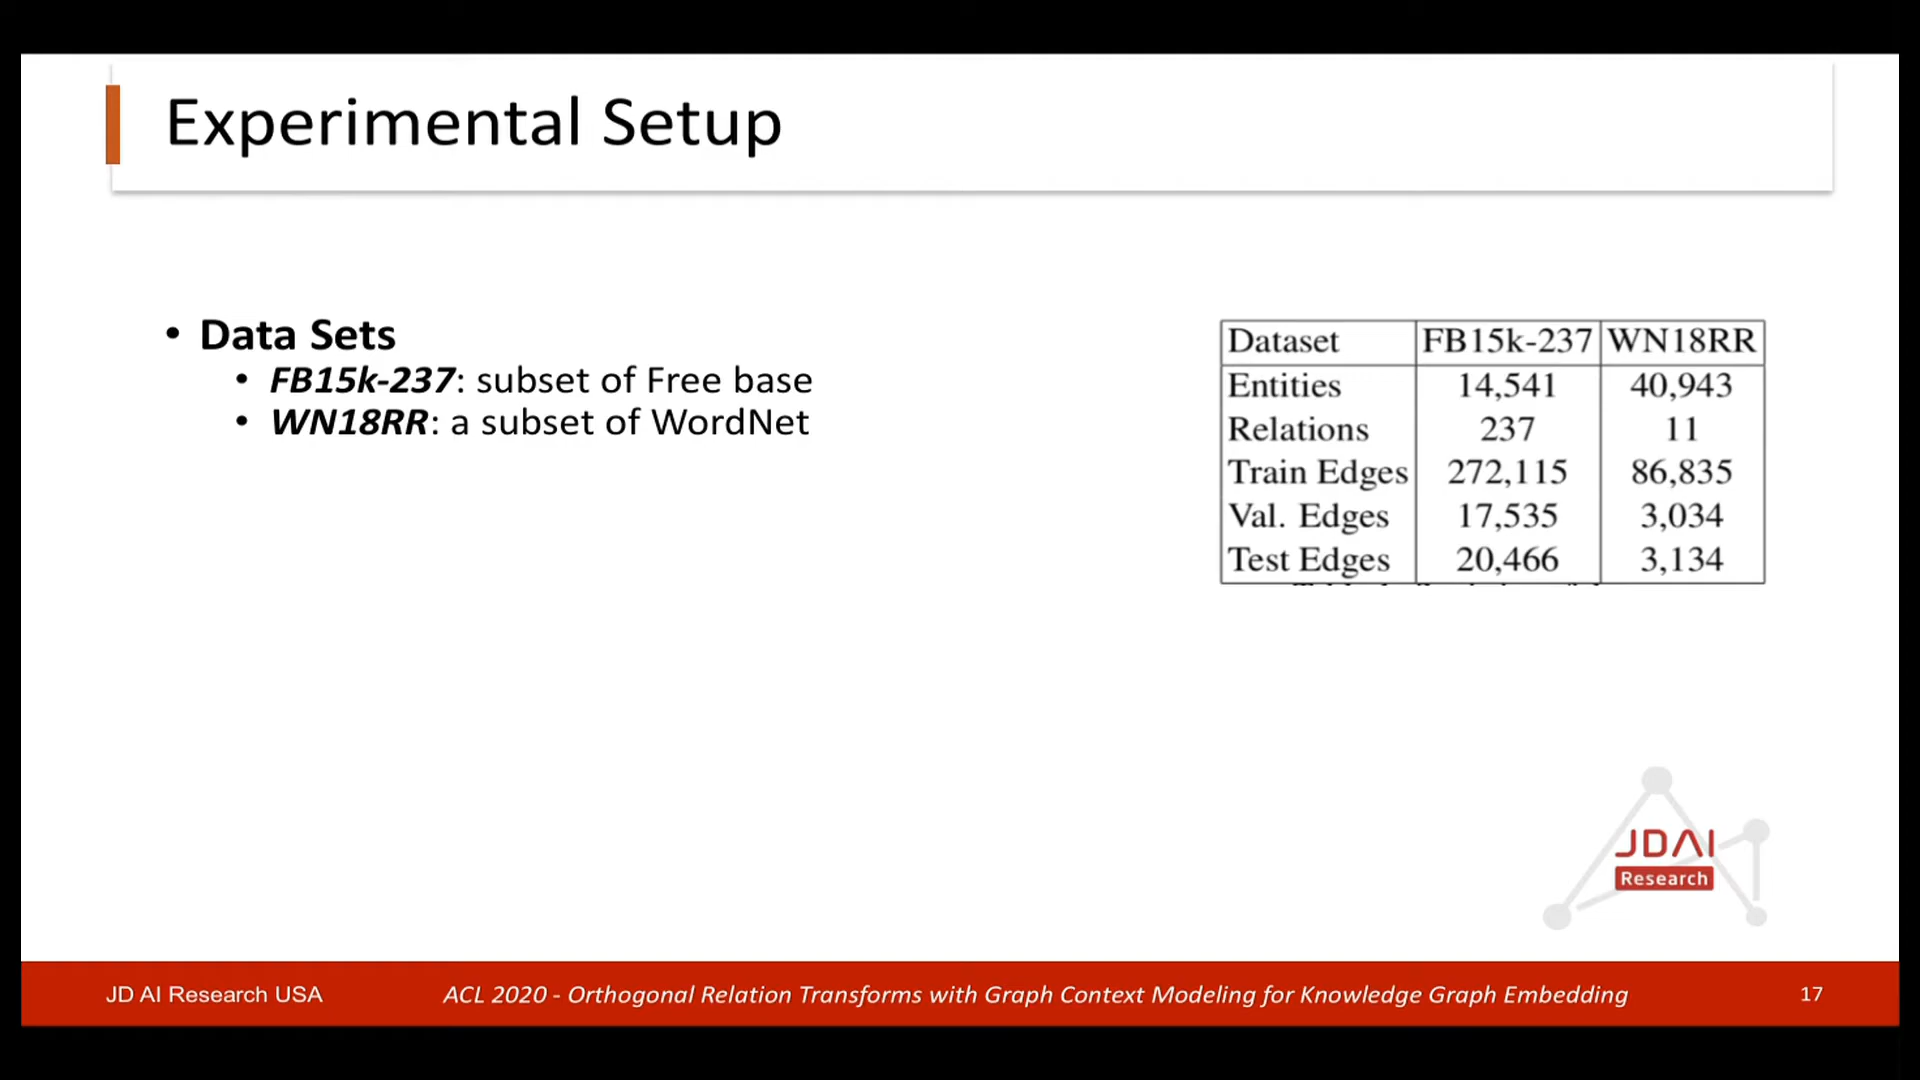 Experimental Setup
• Data Sets
• FB15k-237: subset of Free base
• WN18RR: a subset of WordNet
Dataset FB15k-237 WN18RR
Entities 14,541 40,943
Relations 237 11
Train Edges 272,115 86,835
Val. Edges 17,535 3,034
Test Edges 20,466 3,134
JDAI
Research
JD AI Research USA ACL 2020 - Orthogonal Relation Transforms with Graph Context Modeling for Knowledge Graph Embedding 17